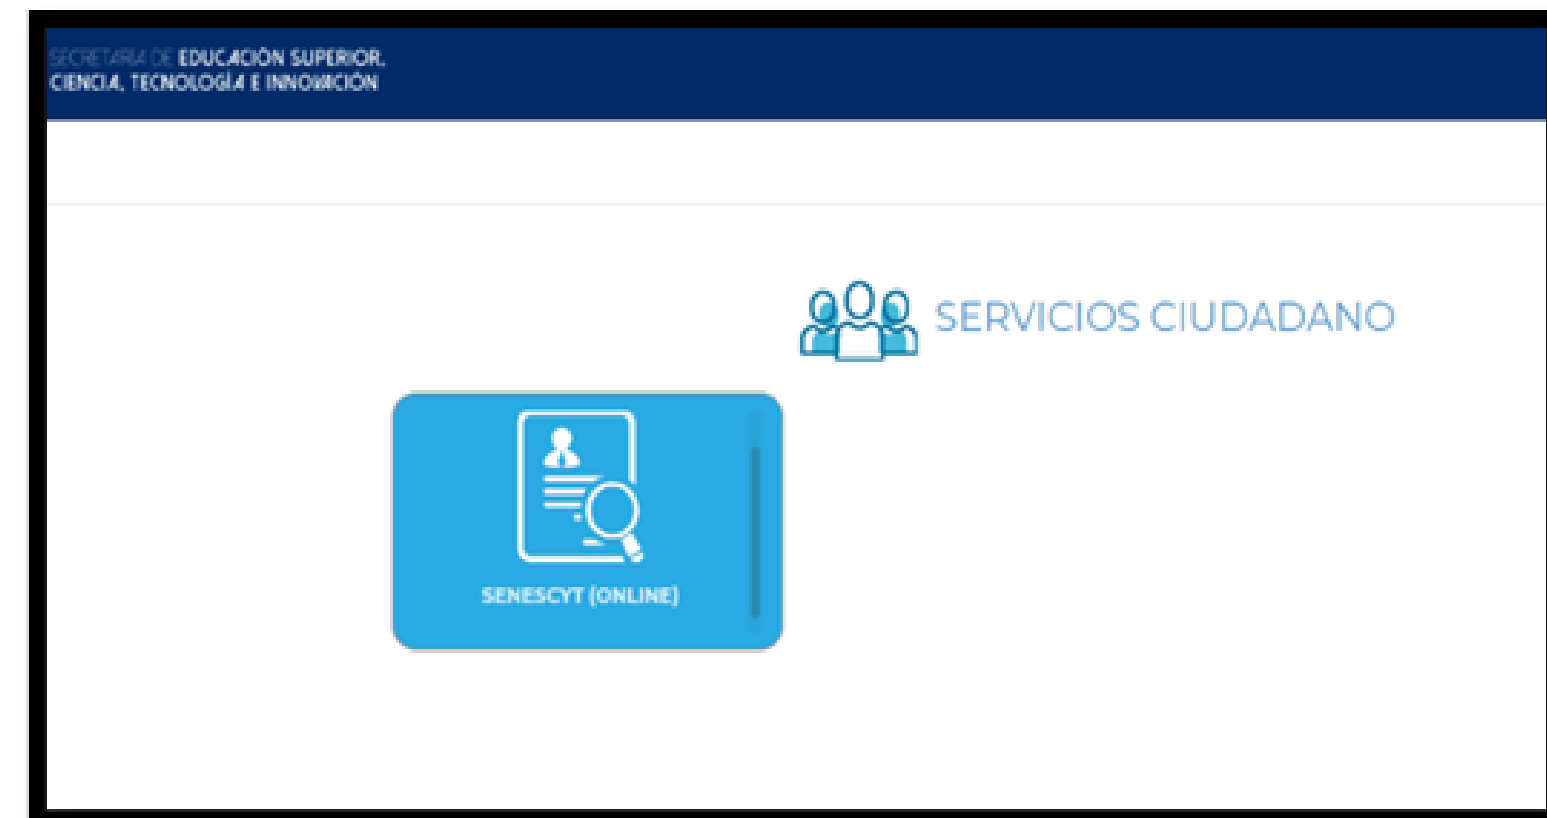 SECRETARÍA DE EDUCACIÓN SUPERIOR,
CIENCIA, TECNOLOGÍA E INNOVACIÓN
SERVICIOS CIUDADANO
SENESCYT (ONLINE)